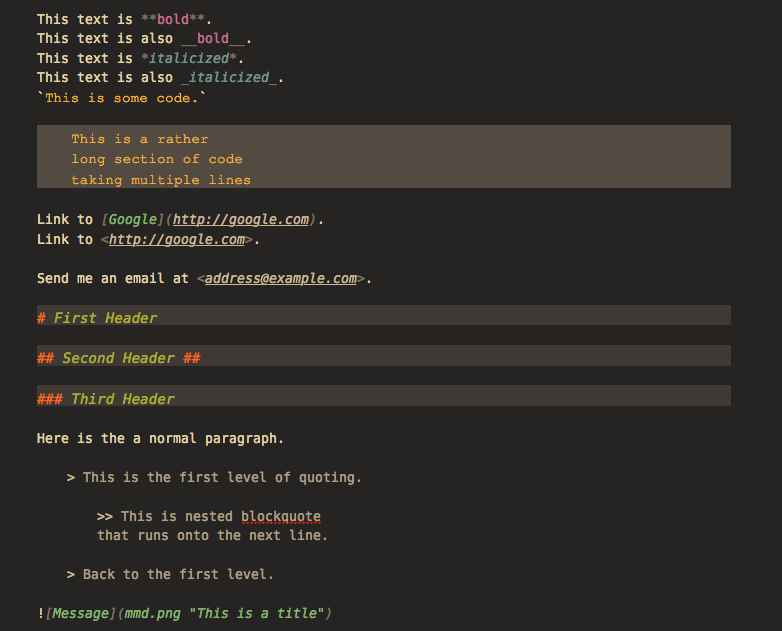 This text is **bold**.
This text is also __bold__.
This text is *italicized*.
This text is also _italicized_.
`This is some code.`
This is a rather
long section of code
taking multiple lines
Link to [Google](http://google.com).
Link to <http://google.com>.
Send me an email at <address@example.com>.
# First Header
## Second Header ##
### Third Header
Here is the a normal paragraph.
> This is the first level of quoting.
>> This is nested blockquote
that runs onto the next line.
> Back to the first level.
![Message](mmd.png "This is a title")